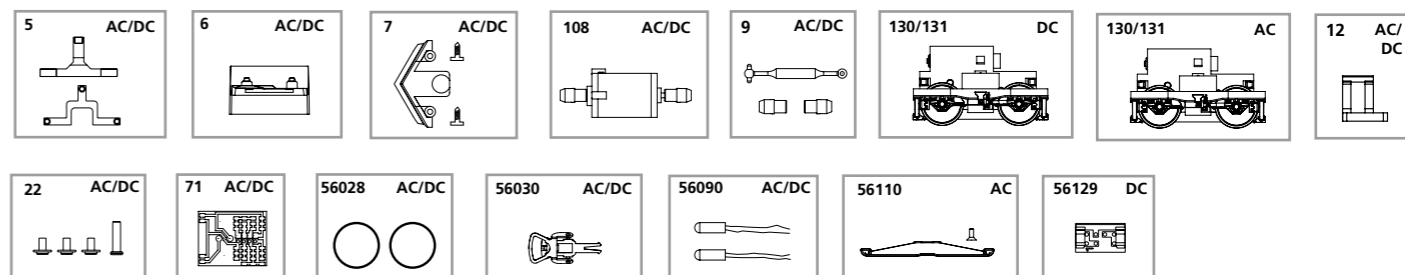 5 AC/DC
6 AC/DC
7 AC/DC
108 AC/DC
9 AC/DC
130/131 DC
130/131 AC
12 AC/
DC
22 AC/DC
71 AC/DC
56028 AC/DC
56030 AC/DC
56090 AC/DC
56110 AC
56129 DC